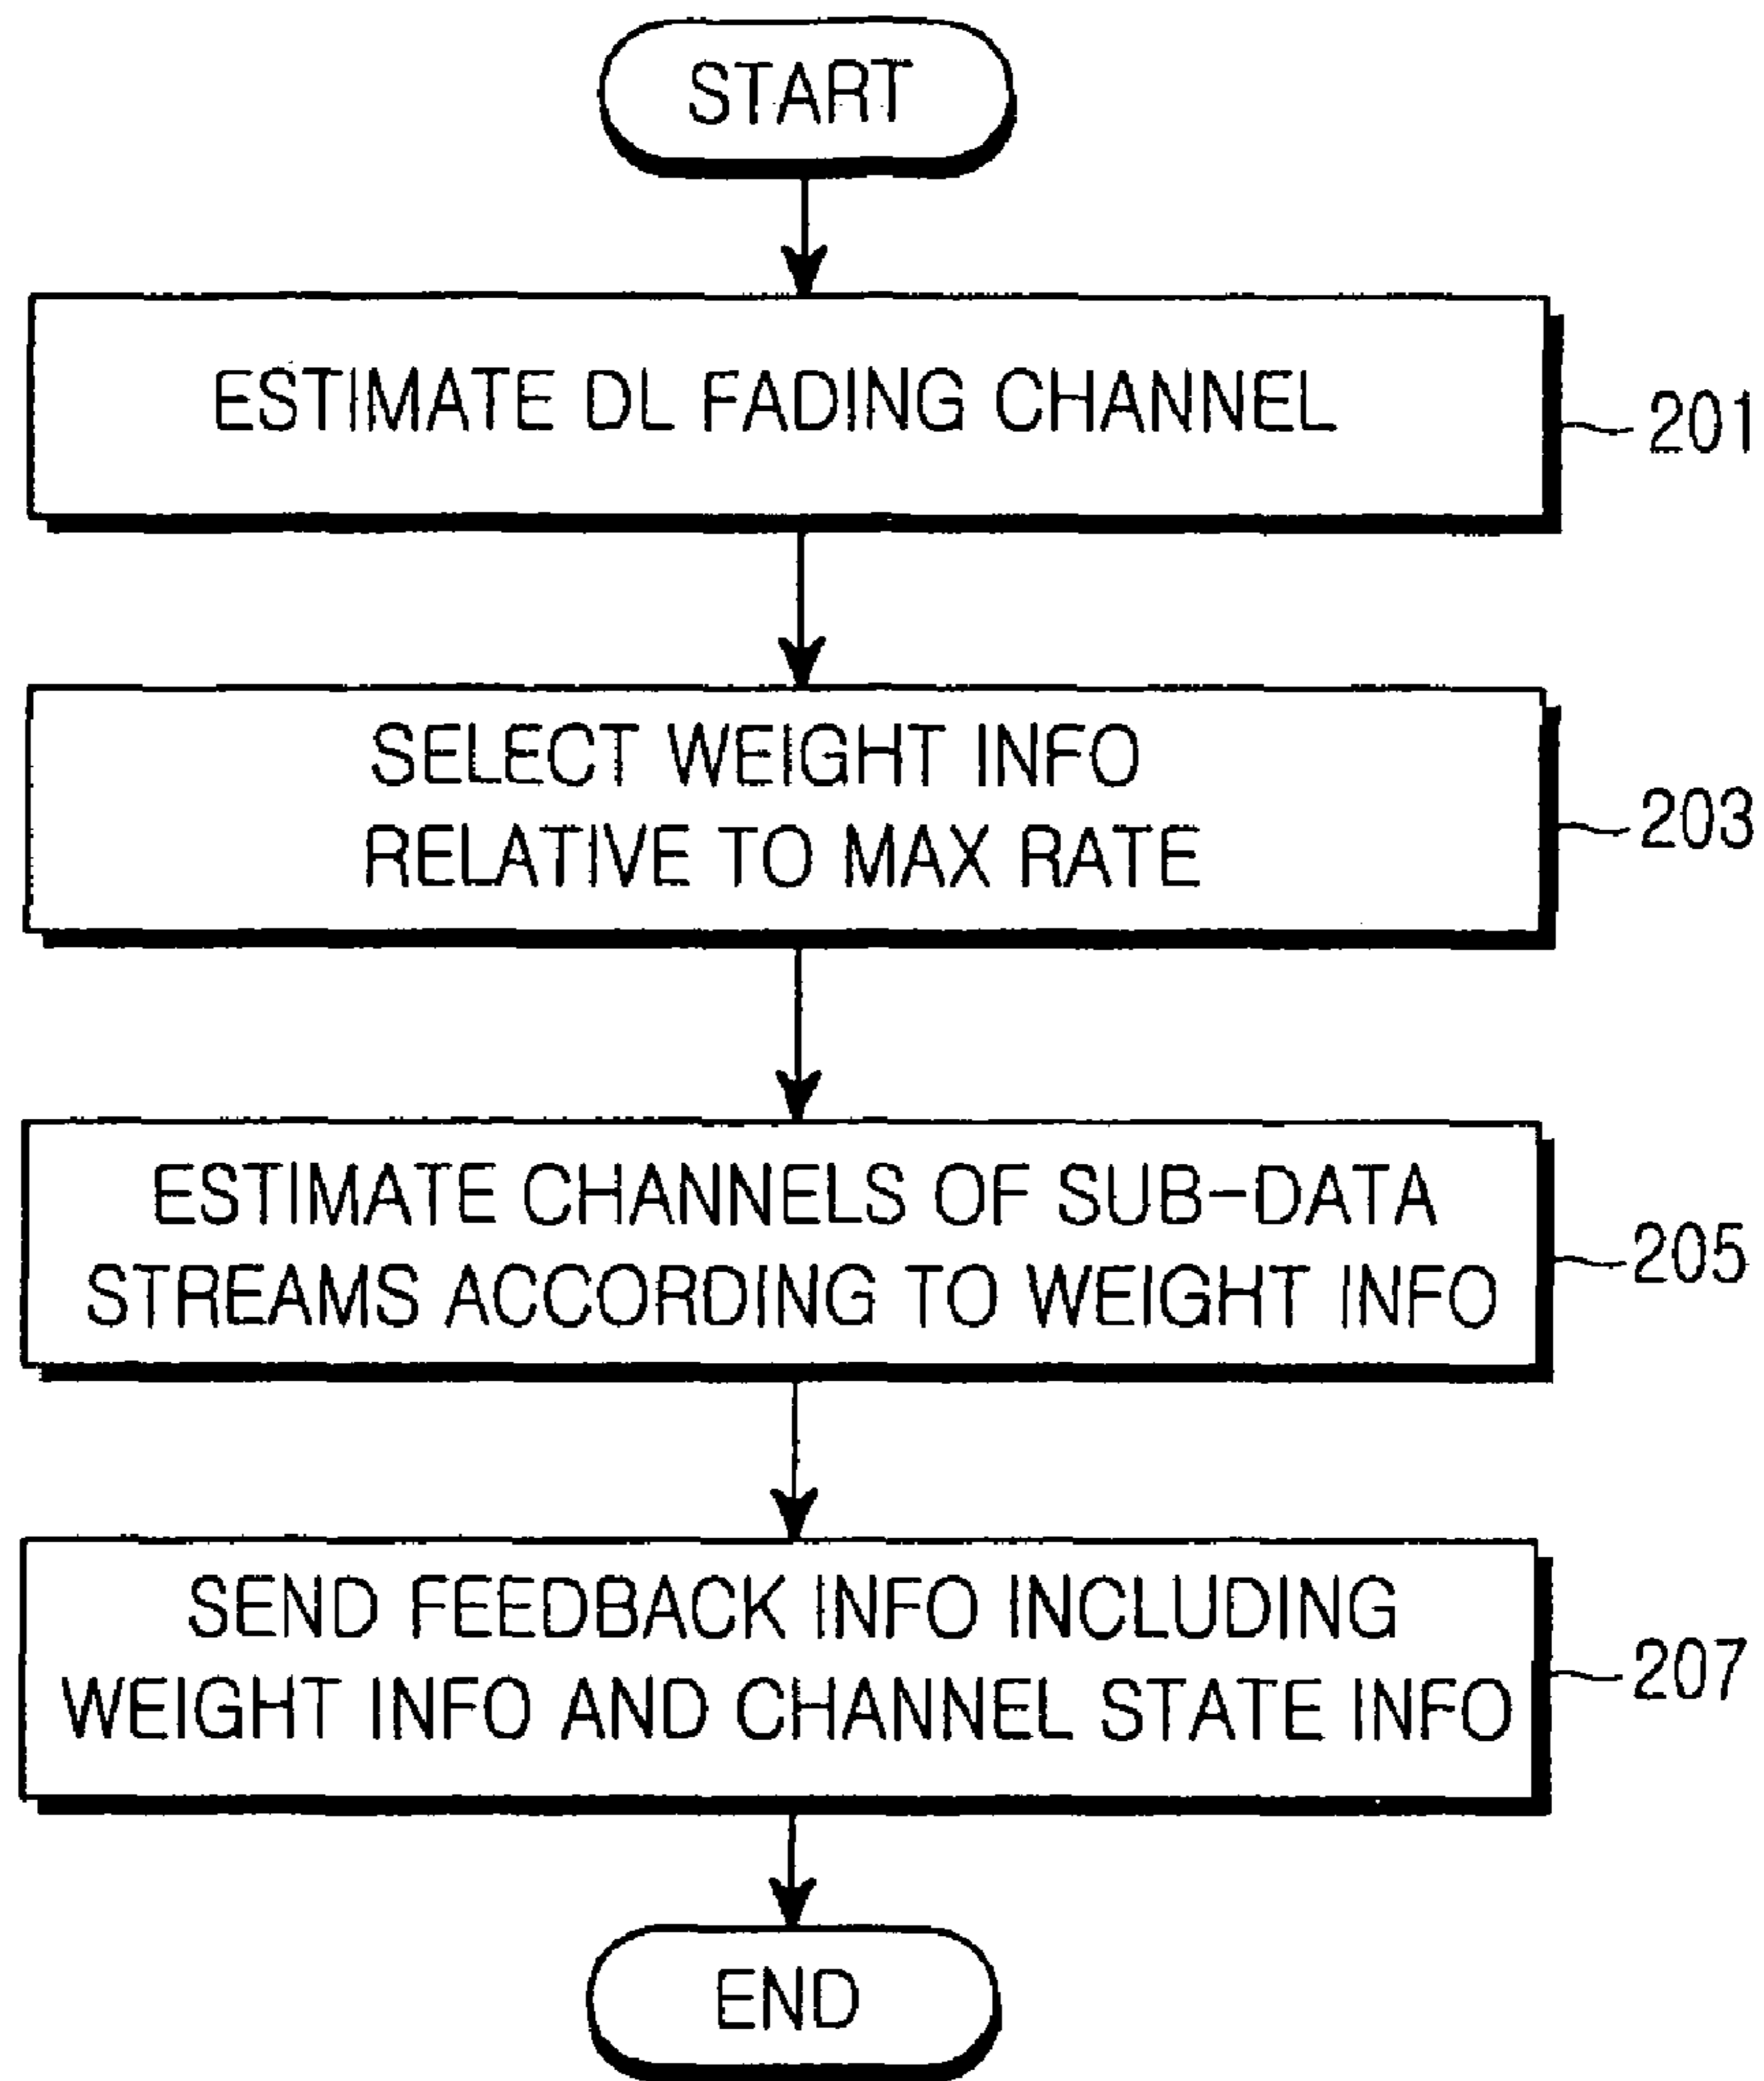 START
ESTIMATE DL FADING CHANNEL
201
SELECT WEIGHT INFO
RELATIVE TO MAX RATE
203
ESTIMATE CHANNELS OF SUB-DATA
STREAMS ACCORDING TO WEIGHT INFO
205
SEND FEEDBACK INFO INCLUDING
WEIGHT INFO AND CHANNEL STATE INFO
207
END